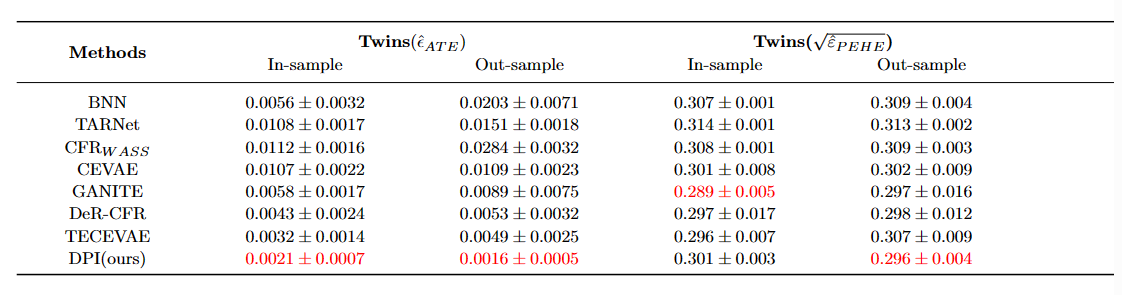 Methods Twins(ϵ̂_ATE) Twins(√ε̂_PEHE)
In-sample Out-sample In-sample Out-sample
BNN 0.0056 ± 0.0032 0.0203 ± 0.0071 0.307 ± 0.001 0.309 ± 0.004
TARNet 0.0108 ± 0.0017 0.0151 ± 0.0018 0.314 ± 0.001 0.313 ± 0.002
CFR_WASS 0.0112 ± 0.0016 0.0284 ± 0.0032 0.308 ± 0.001 0.309 ± 0.003
CEVAE 0.0107 ± 0.0022 0.0109 ± 0.0023 0.301 ± 0.008 0.302 ± 0.009
GANITE 0.0058 ± 0.0017 0.0089 ± 0.0075 0.289 ± 0.005 0.297 ± 0.016
DeR-CFR 0.0043 ± 0.0024 0.0053 ± 0.0032 0.297 ± 0.017 0.298 ± 0.012
TECEVAE 0.0032 ± 0.0014 0.0049 ± 0.0025 0.296 ± 0.007 0.307 ± 0.009
DPI(ours) 0.0021 ± 0.0007 0.0016 ± 0.0005 0.301 ± 0.003 0.296 ± 0.004